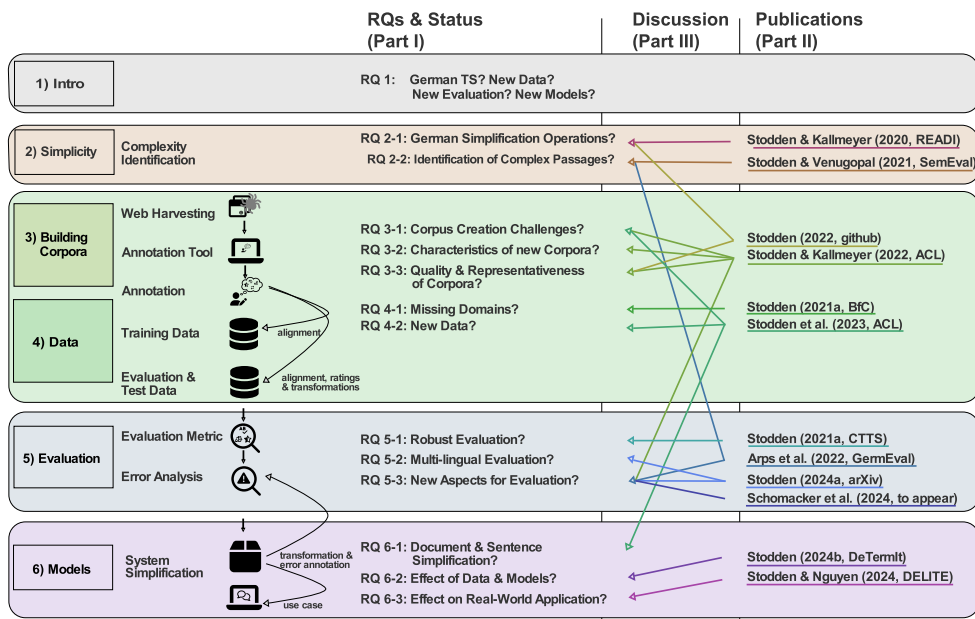 RQs & Status
(Part I)
Discussion
(Part III)
Publications
(Part II)
1) Intro
RQ 1: German TS? New Data?
New Evaluation? New Models?
2) Simplicity
Complexity
Identification
RQ 2-1: German Simplification Operations?
RQ 2-2: Identification of Complex Passages?
Stodden & Kallmeyer (2020, READI)
Stodden & Venugopal (2021, SemEval)
3) Building
Corpora
4) Data
Web Harvesting
Annotation Tool
Annotation
Training Data
alignment
Evaluation &
Test Data
alignment, ratings
& transformations
RQ 3-1: Corpus Creation Challenges?
RQ 3-2: Characteristics of new Corpora?
RQ 3-3: Quality & Representativeness
of Corpora?
RQ 4-1: Missing Domains?
RQ 4-2: New Data?
Stodden (2022, github)
Stodden & Kallmeyer (2022, ACL)
Stodden (2021a, BfC)
Stodden et al. (2023, ACL)
5) Evaluation
Evaluation Metric
Error Analysis
RQ 5-1: Robust Evaluation?
RQ 5-2: Multi-lingual Evaluation?
RQ 5-3: New Aspects for Evaluation?
Stodden (2021a, CTTS)
Arps et al. (2022, GermEval)
Stodden (2024a, arXiv)
Schomacker et al. (2024, to appear)
6) Models
System
Simplification
transformation &
error annotation
use case
RQ 6-1: Document & Sentence
Simplification?
RQ 6-2: Effect of Data & Models?
RQ 6-3: Effect on Real-World Application?
Stodden (2024b, DeTermIt)
Stodden & Nguyen (2024, DELITE)